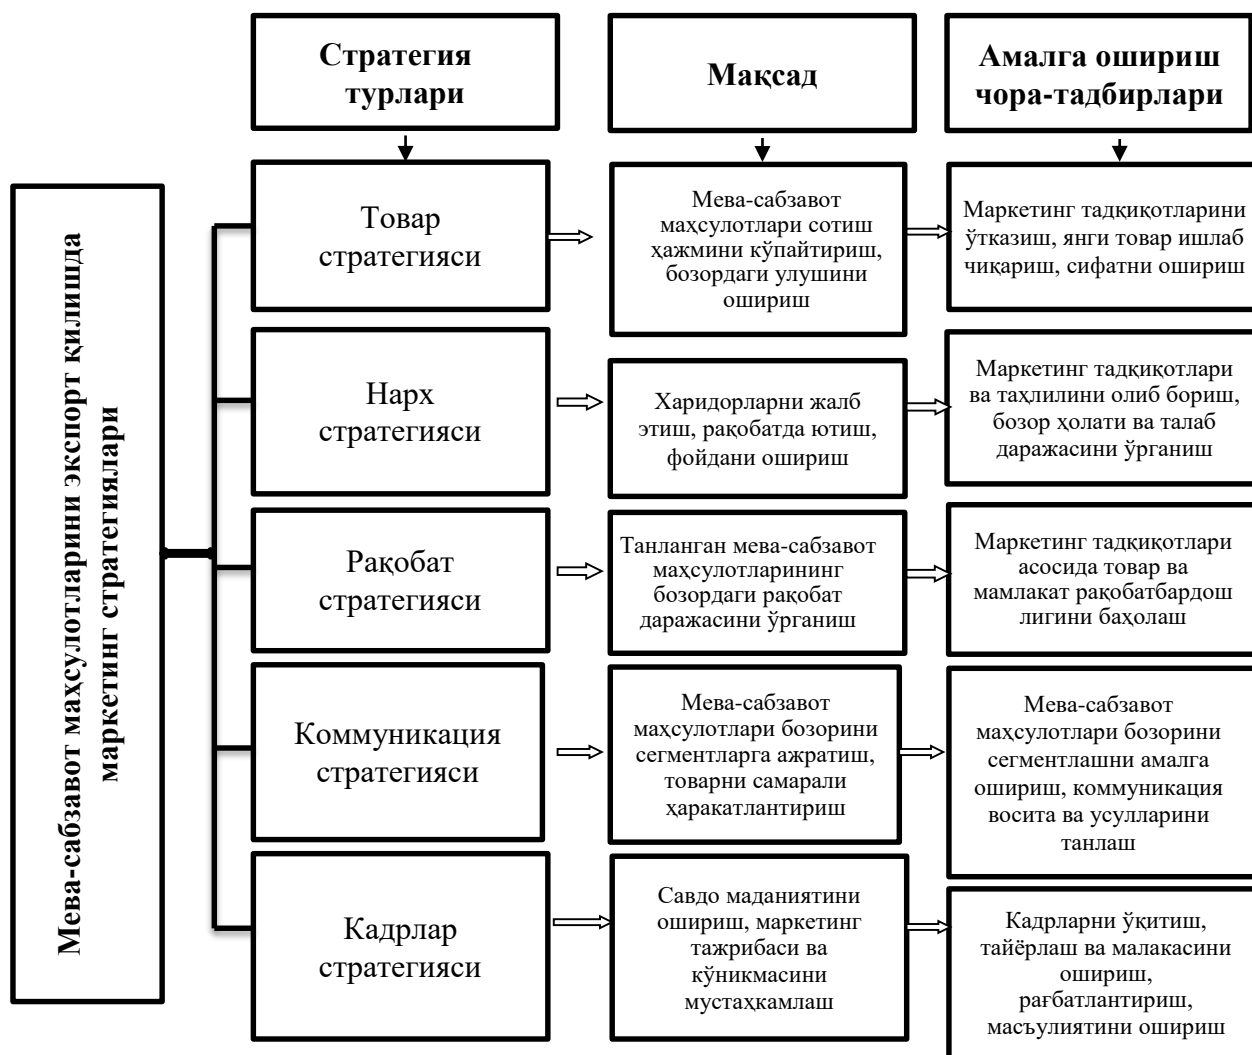 Стратегия
турлари
Мақсад
Амалга ошириш
чора-тадбирлари
Мева-сабзавот маҳсулотларини экспорт қилишда
маркетинг стратегиялари
Товар
стратегияси
Мева-сабзавот
маҳсулотлари сотиш
ҳажмини кўпайтириш,
бозордаги улушини
ошириш
Маркетинг тадқиқотларини
ўтказиш, янги товар ишлаб
чиқариш, сифатни ошириш
Нарх
стратегияси
Харидорларни жалб
этиш, рақобатда ютиш,
фойдани ошириш
Маркетинг тадқиқотлари
ва таҳлилини олиб бориш,
бозор ҳолати ва талаб
даражасини ўрганиш
Рақобат
стратегияси
Танланган мева-сабзавот
маҳсулотларининг
бозордаги рақобат
даражасини ўрганиш
Маркетинг тадқиқотлари
асосида товар ва
мамлакат рақобатбардош
лигини баҳолаш
Коммуникация
стратегияси
Мева-сабзавот
маҳсулотлари бозорини
сегментларга ажратиш,
товарни самарали
ҳаракатлантириш
Мева-сабзавот
маҳсулотлари бозорини
сегментлашни амалга
ошириш, коммуникация
восита ва усулларини
танлаш
Кадрлар
стратегияси
Савдо маданиятини
ошириш, маркетинг
тажрибаси ва
кўникмасини
мустаҳкамлаш
Кадрларни ўқитиш,
тайёрлаш ва малакасини
ошириш,
рағбатлантириш,
масъулиятини ошириш